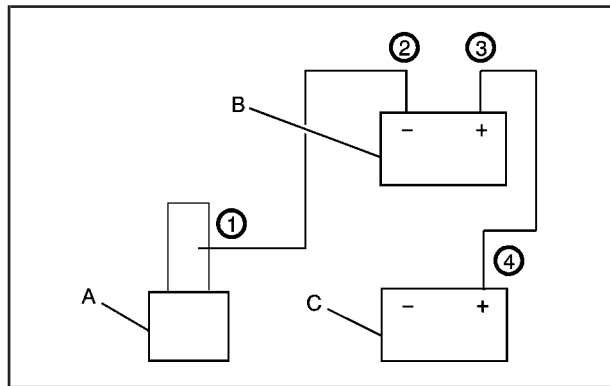 ② ③
B
− +
①
④
A
C
− +